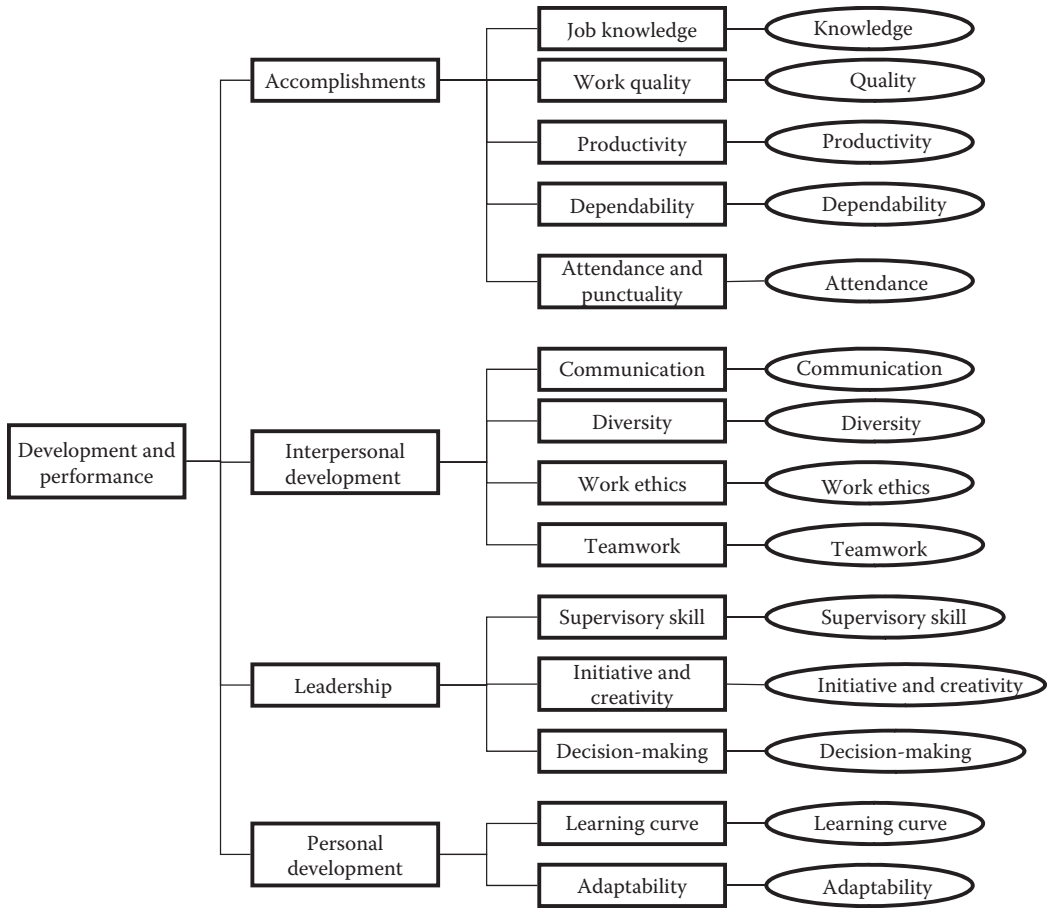 Job knowledge
Knowledge
Accomplishments
Work quality
Quality
Productivity
Productivity
Dependability
Dependability
Attendance and
punctuality
Attendance
Communication
Communication
Diversity
Diversity
Development and
performance
Interpersonal
development
Work ethics
Work ethics
Teamwork
Teamwork
Supervisory skill
Supervisory skill
Leadership
Initiative and
creativity
Initiative and creativity
Decision-making
Decision-making
Learning curve
Learning curve
Personal
development
Adaptability
Adaptability